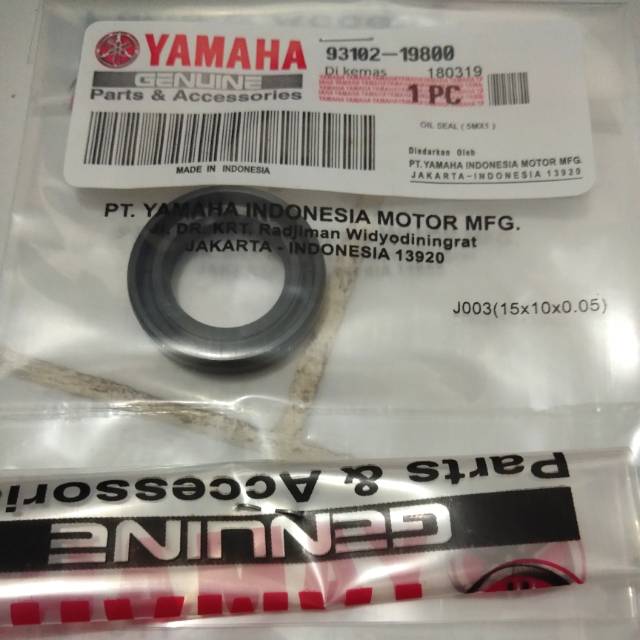 YAMAHA
GENUINE
Parts & Accessories
93102-19800
Di kemas 180319
1 PC
OIL SEAL ( 5MX1 )
MADE IN INDONESIA
Diedarkan Oleh
PT. YAMAHA INDONESIA MOTOR MFG.
JAKARTA-INDONESIA 13920
PT. YAMAHA INDONESIA MOTOR MFG.
Jl. DR. KRT. Radjiman Widyodiningrat
JAKARTA - INDONESIA 13920
J003(15x10x0.05)
Parts & Accessories
GENUINE